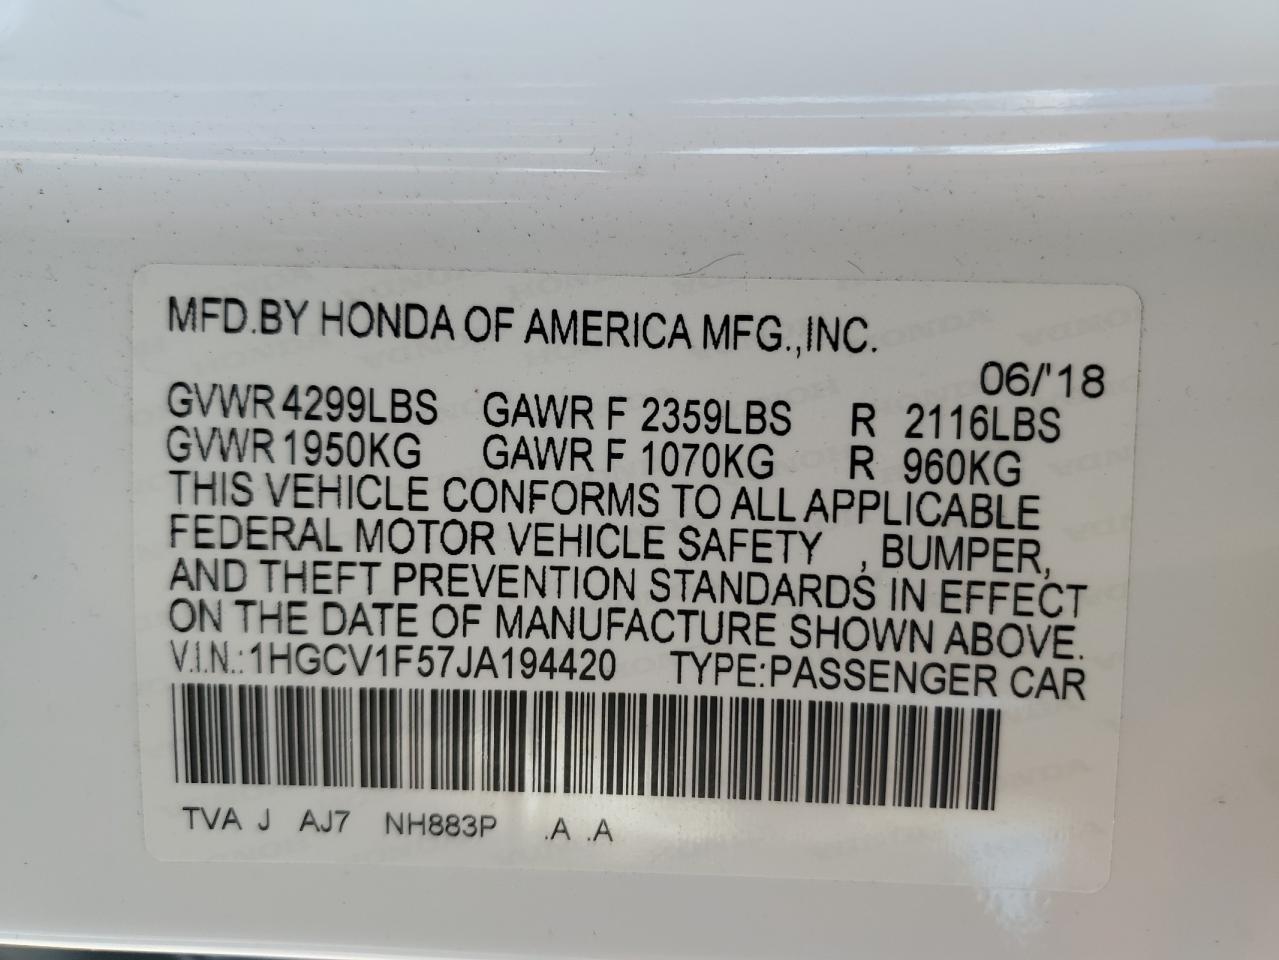 MFD.BY HONDA OF AMERICA MFG.,INC.
06/'18
GVWR 4299LBS GAWR F 2359LBS R 2116LBS
GVWR 1950KG GAWR F 1070KG R 960KG
THIS VEHICLE CONFORMS TO ALL APPLICABLE
FEDERAL MOTOR VEHICLE SAFETY , BUMPER,
AND THEFT PREVENTION STANDARDS IN EFFECT
ON THE DATE OF MANUFACTURE SHOWN ABOVE.
V.I.N.:1HGCV1F57JA194420 TYPE:PASSENGER CAR
TVA J AJ7 NH883P .A .A